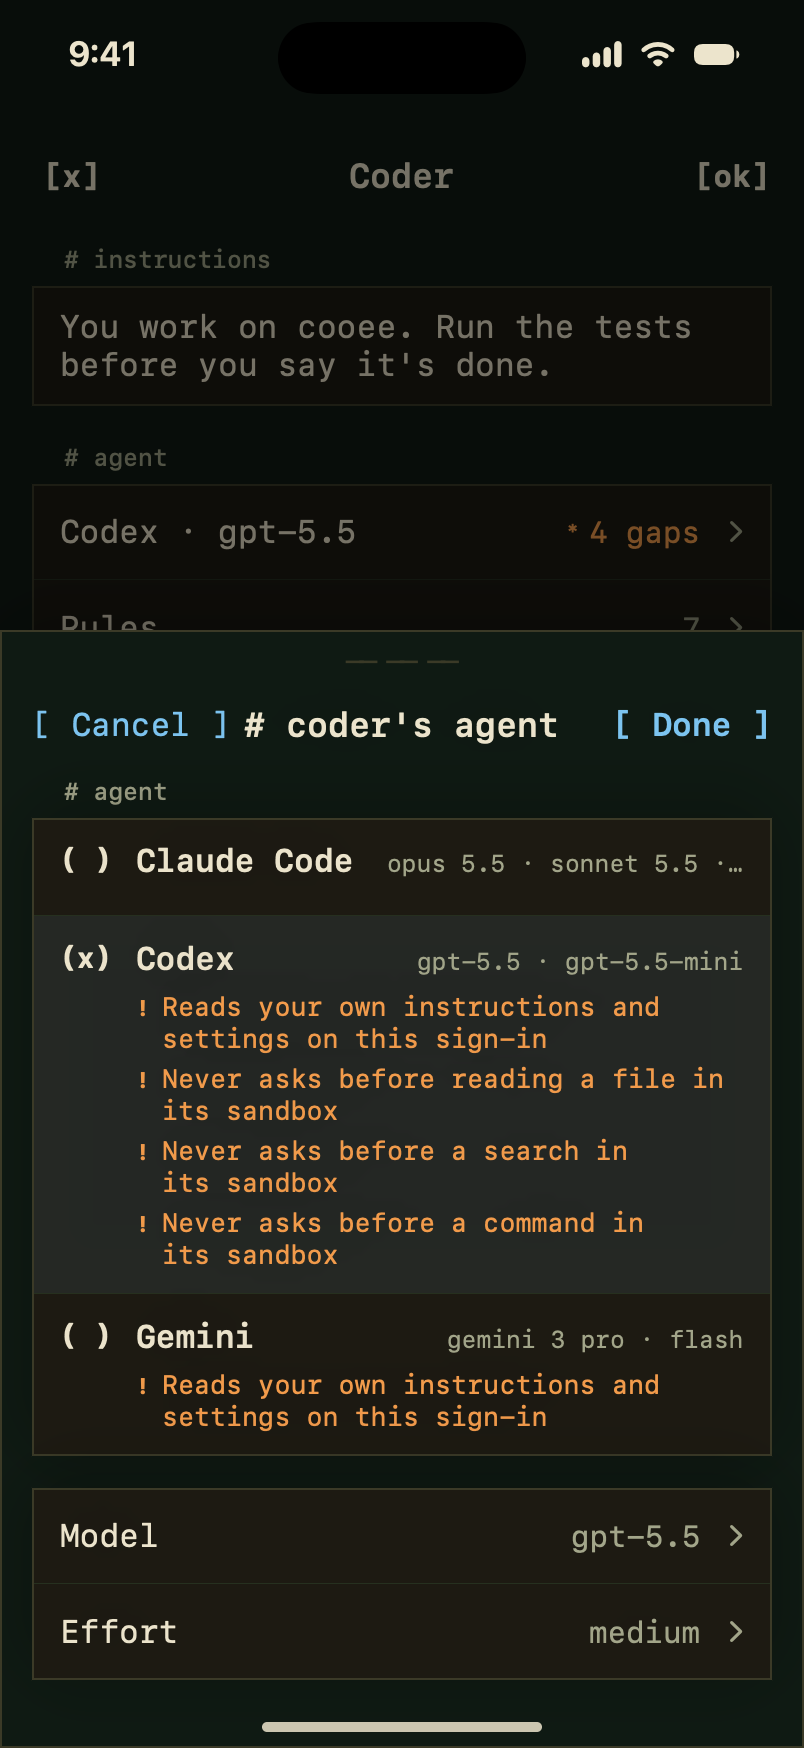 9:41
[x] Coder [ok]
# instructions
You work on cooee. Run the tests
before you say it's done.
# agent
Codex · gpt-5.5 * 4 gaps >
Rules 7 >
[ Cancel ] # coder's agent [ Done ]
# agent
( ) Claude Code opus 5.5 · sonnet 5.5 ·…
(x) Codex gpt-5.5 · gpt-5.5-mini
! Reads your own instructions and
settings on this sign-in
! Never asks before reading a file in
its sandbox
! Never asks before a search in
its sandbox
! Never asks before a command in
its sandbox
( ) Gemini gemini 3 pro · flash
! Reads your own instructions and
settings on this sign-in
Model gpt-5.5 >
Effort medium >